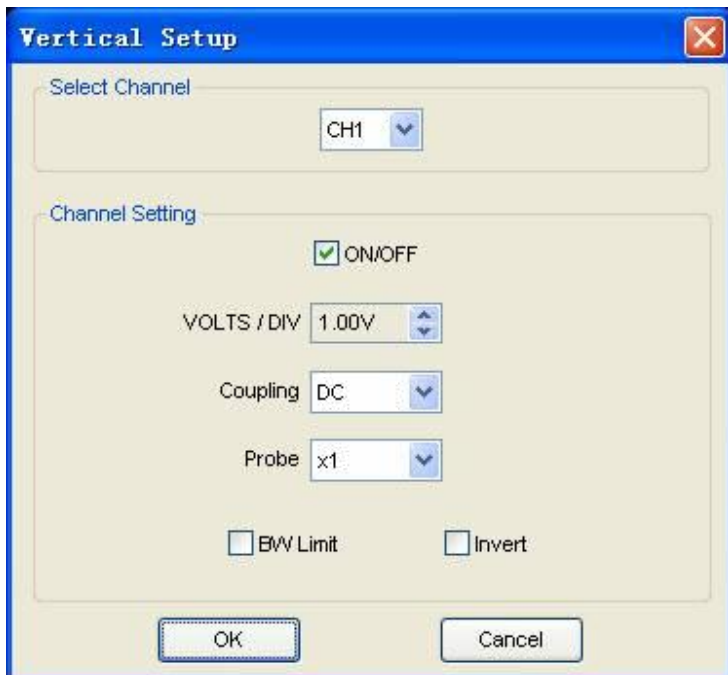 Vertical Setup
Select Channel
CH1
Channel Setting
ON/OFF
VOLTS / DIV 1.00V
Coupling DC
Probe x1
BW Limit Invert
OK Cancel